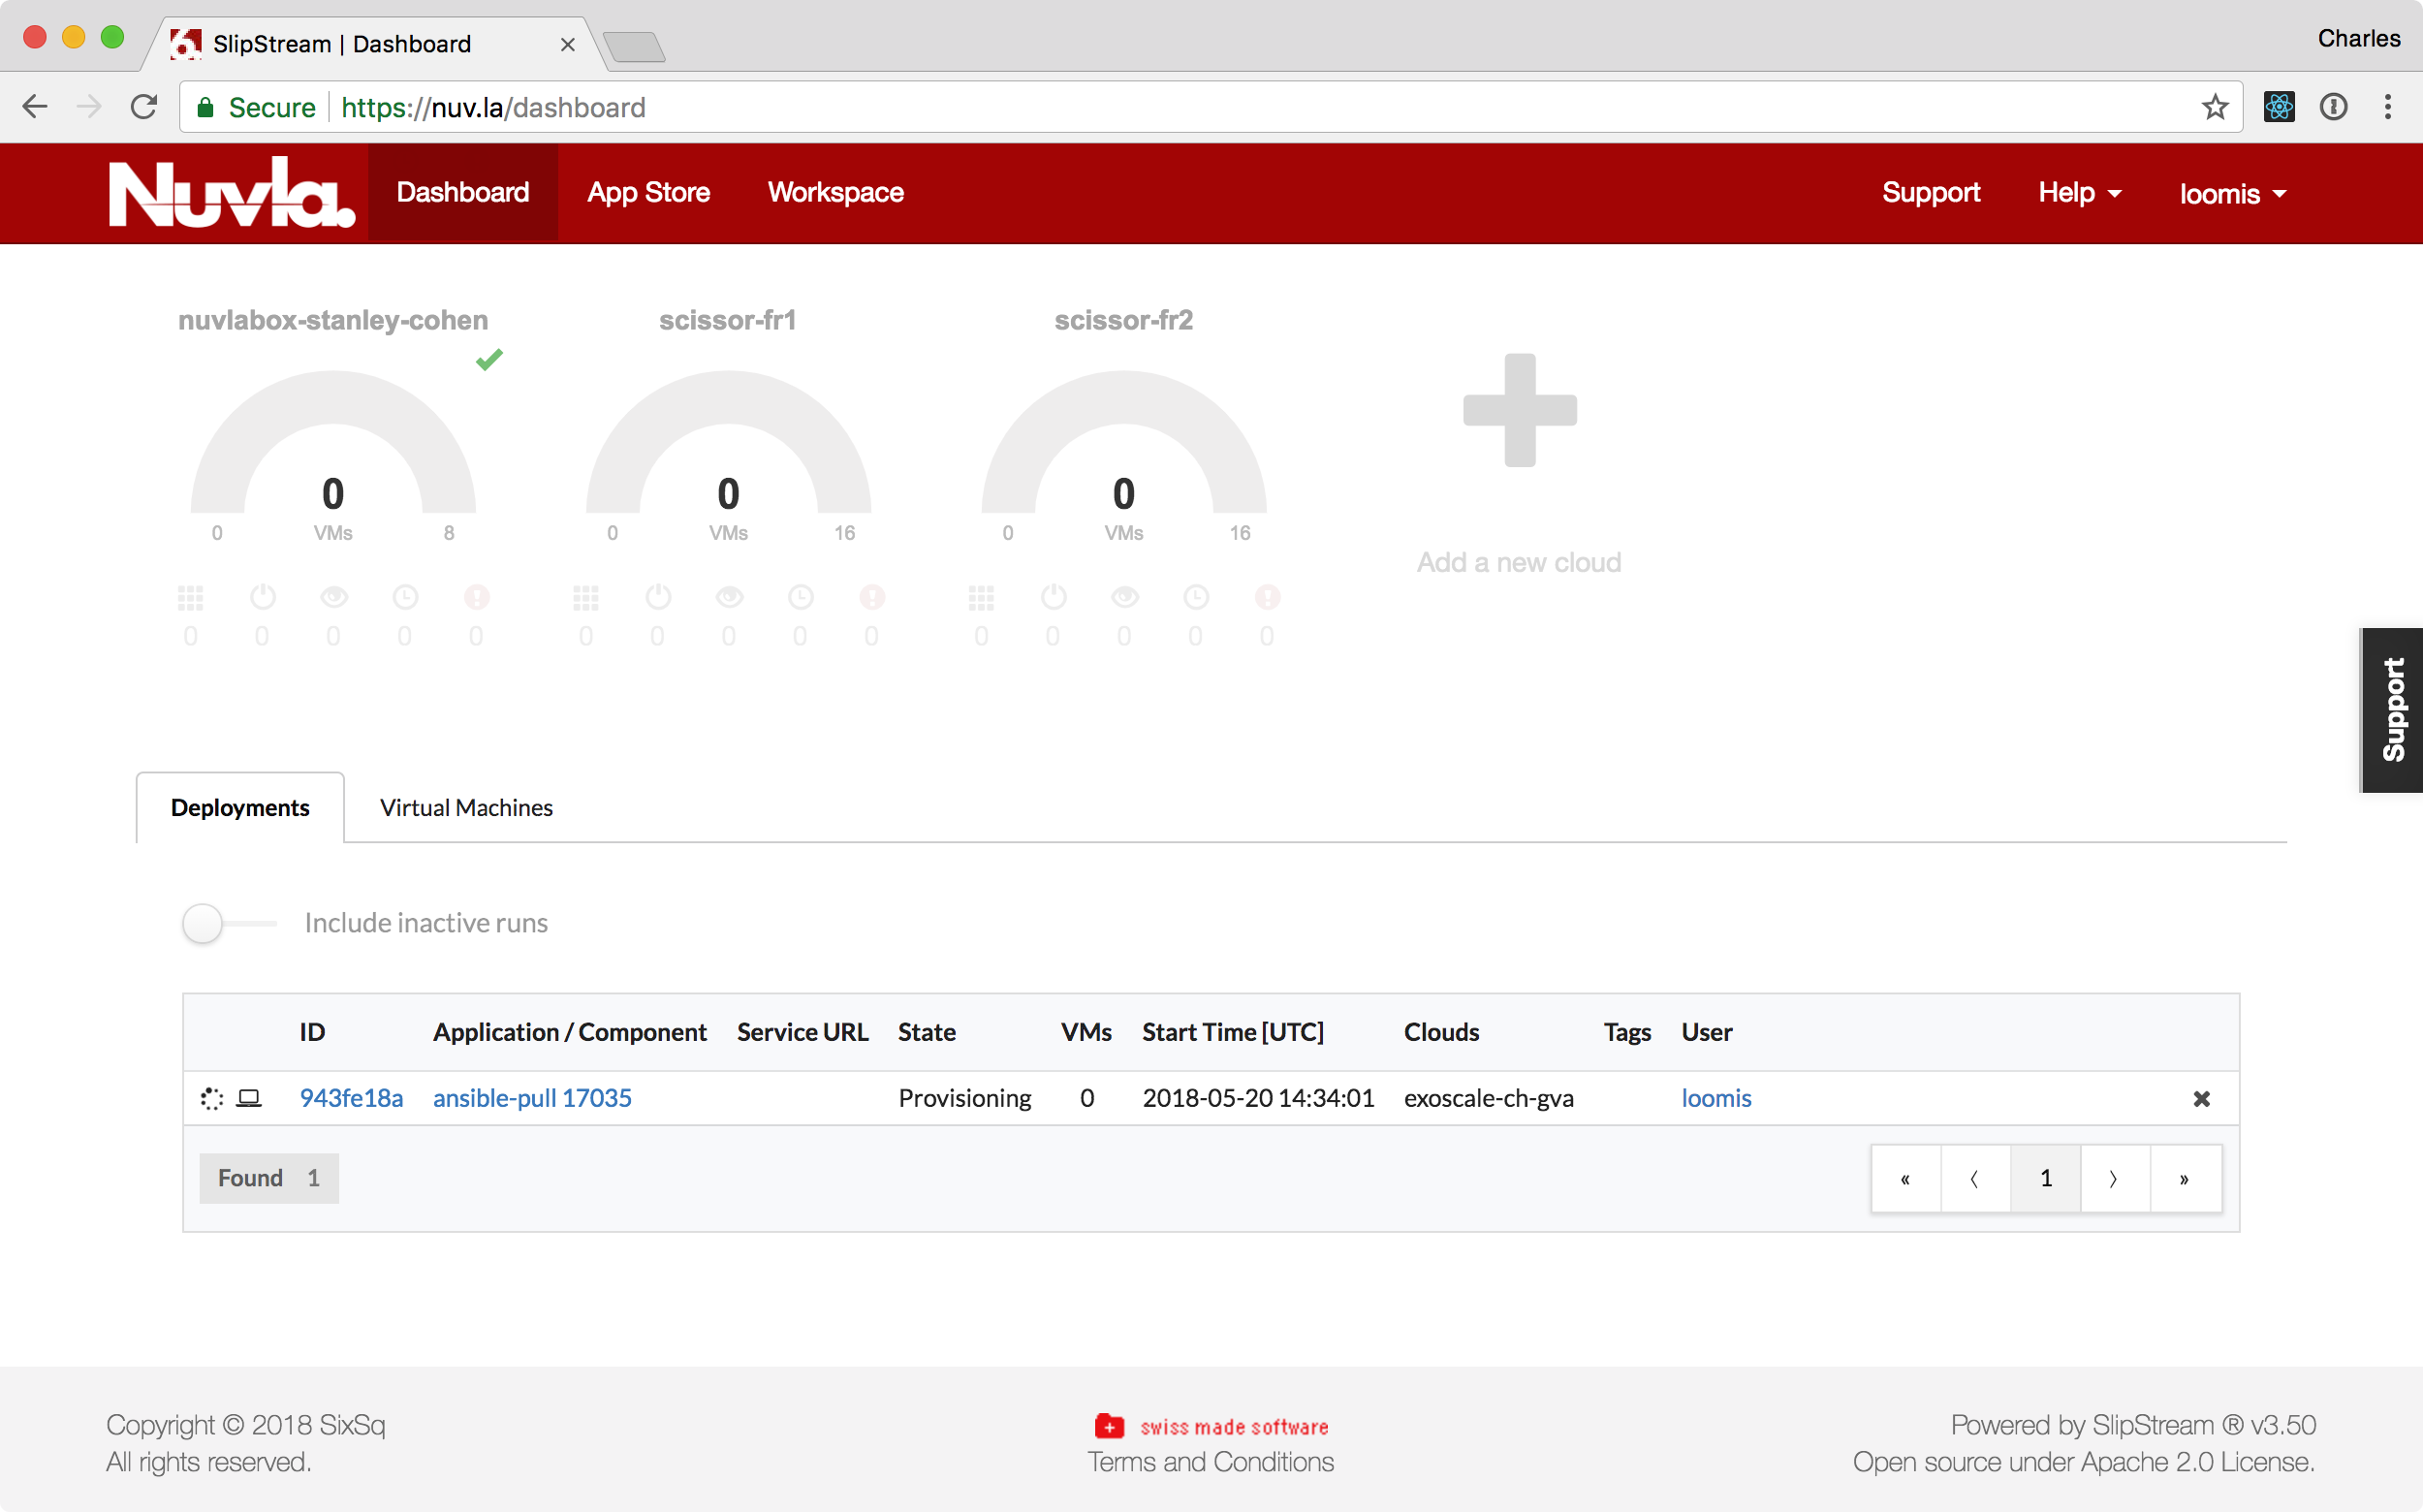 SlipStream | Dashboard
Charles
Secure
https://nuv.la/dashboard
Nuvla.
Dashboard
App Store
Workspace
Support
Help
loomis
nuvlabox-stanley-cohen
0
0 VMs 8
0 0 0 0 0
scissor-fr1
0
0 VMs 16
0 0 0 0 0
scissor-fr2
0
0 VMs 16
0 0 0 0 0
Add a new cloud
Support
Deployments
Virtual Machines
Include inactive runs
ID Application / Component Service URL State VMs Start Time [UTC] Clouds Tags User
943fe18a ansible-pull 17035 Provisioning 0 2018-05-20 14:34:01 exoscale-ch-gva loomis
Found 1
« 〈 1 〉 »
Copyright © 2018 SixSq
All rights reserved.
swiss made software
Terms and Conditions
Powered by SlipStream ® v3.50
Open source under Apache 2.0 License.